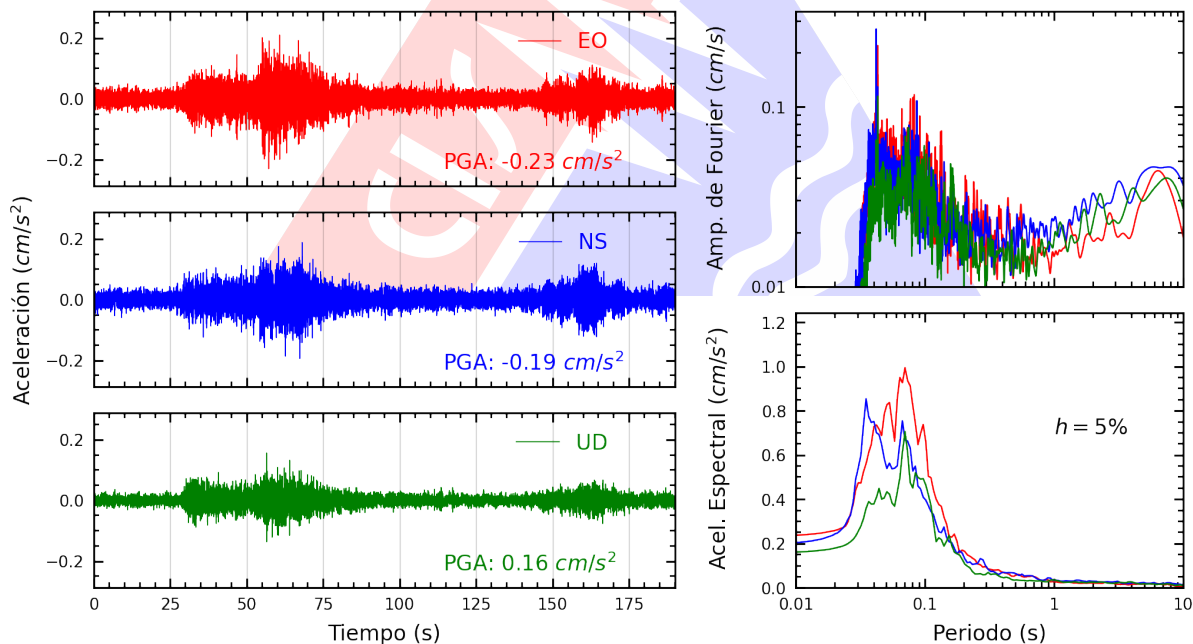 0.2
0.0
−0.2
EO
PGA: -0.23 cm/s²
0.2
0.0
−0.2
NS
PGA: -0.19 cm/s²
0.2
0.0
−0.2
UD
PGA: 0.16 cm/s²
Aceleración (cm/s²)
0 25 50 75 100 125 150 175
Tiempo (s)
Amp. de Fourier (cm/s)
0.1
0.01
Acel. Espectral (cm/s²)
1.2
1.0
0.8
0.6
0.4
0.2
0.0
h = 5%
0.01 0.1 1 10
Periodo (s)